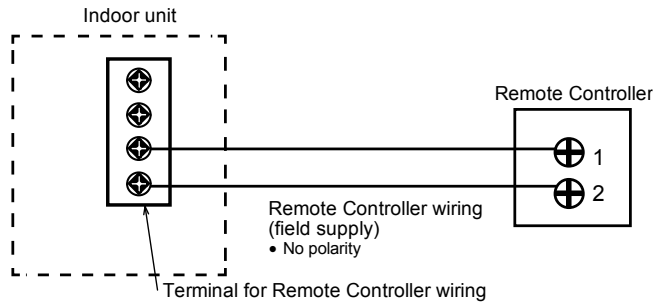 Indoor unit
Remote Controller
1
2
Remote Controller wiring
(field supply)
• No polarity
Terminal for Remote Controller wiring